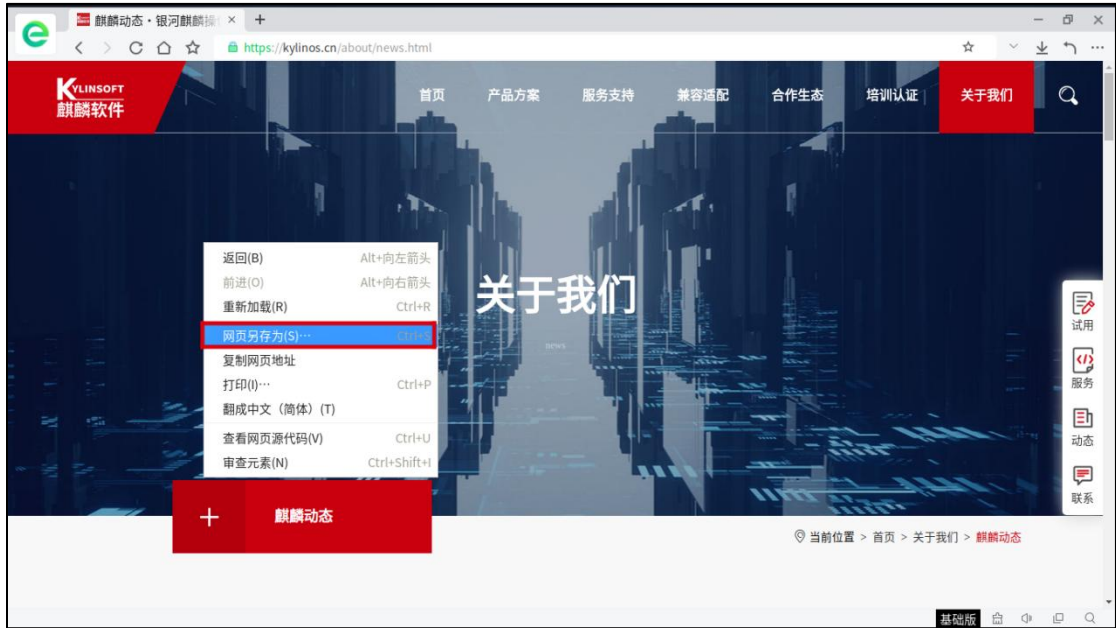 麒麟动态·银河麒麟操
https://kylinos.cn/about/news.html
KYLINSOFT
麒麟软件
首页 产品方案 服务支持 兼容适配 合作生态 培训认证 关于我们
返回(B) Alt+向左箭头
前进(O) Alt+向右箭头
重新加载(R) Ctrl+R
网页另存为(S)… Ctrl+S
复制网页地址
打印(I)… Ctrl+P
翻成中文（简体）(T)
查看网页源代码(V) Ctrl+U
审查元素(N) Ctrl+Shift+I
关于我们
news
试用
服务
动态
联系
麒麟动态
当前位置 > 首页 > 关于我们 > 麒麟动态
基础版